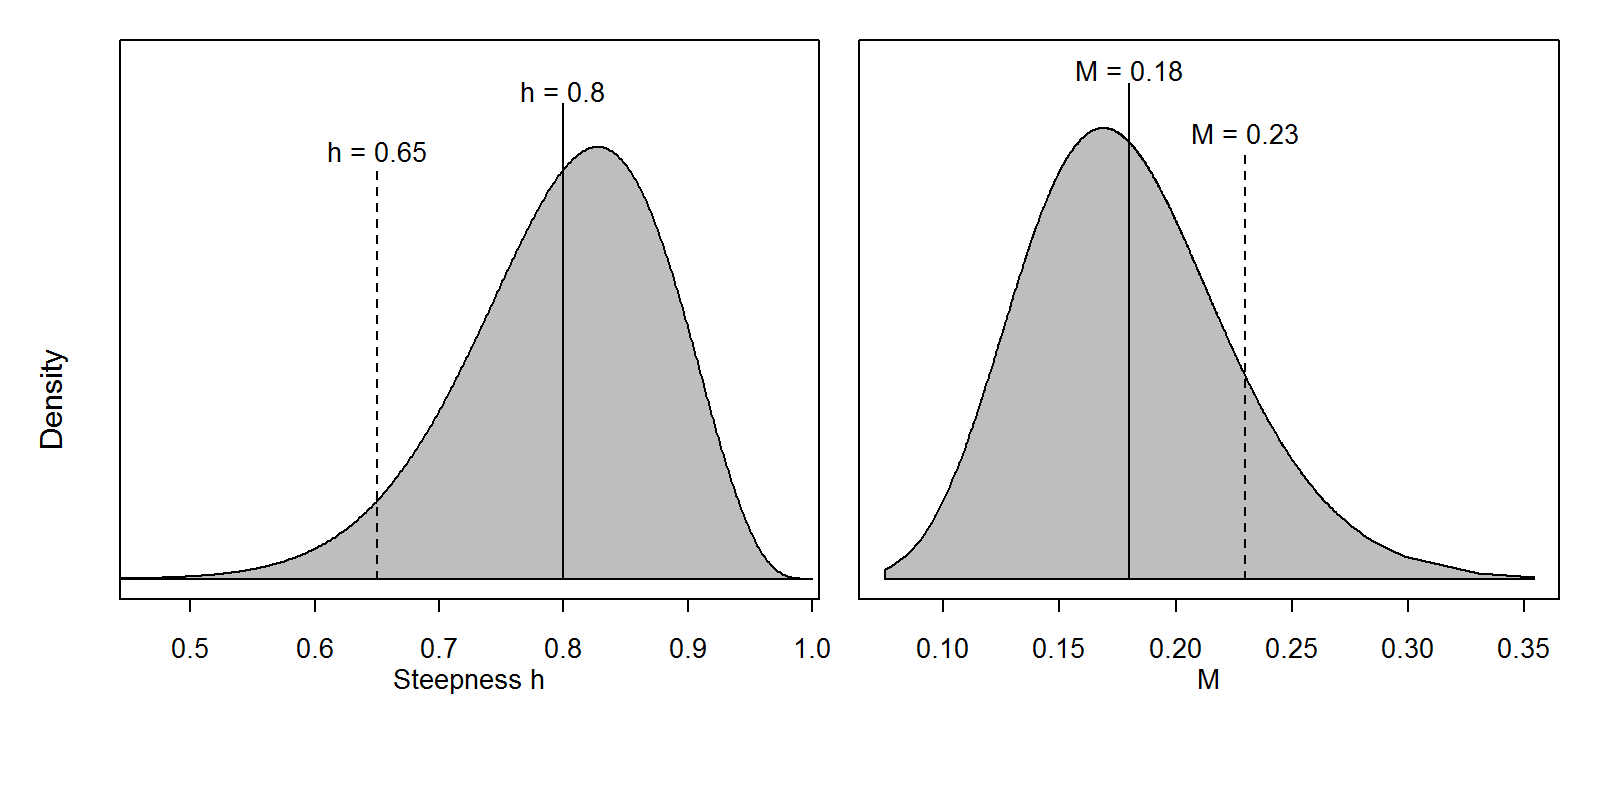 M = 0.18
h = 0.8
M = 0.23
h = 0.65
Density
0.5 0.6 0.7 0.8 0.9 1.0
Steepness h
0.10 0.15 0.20 0.25 0.30 0.35
M